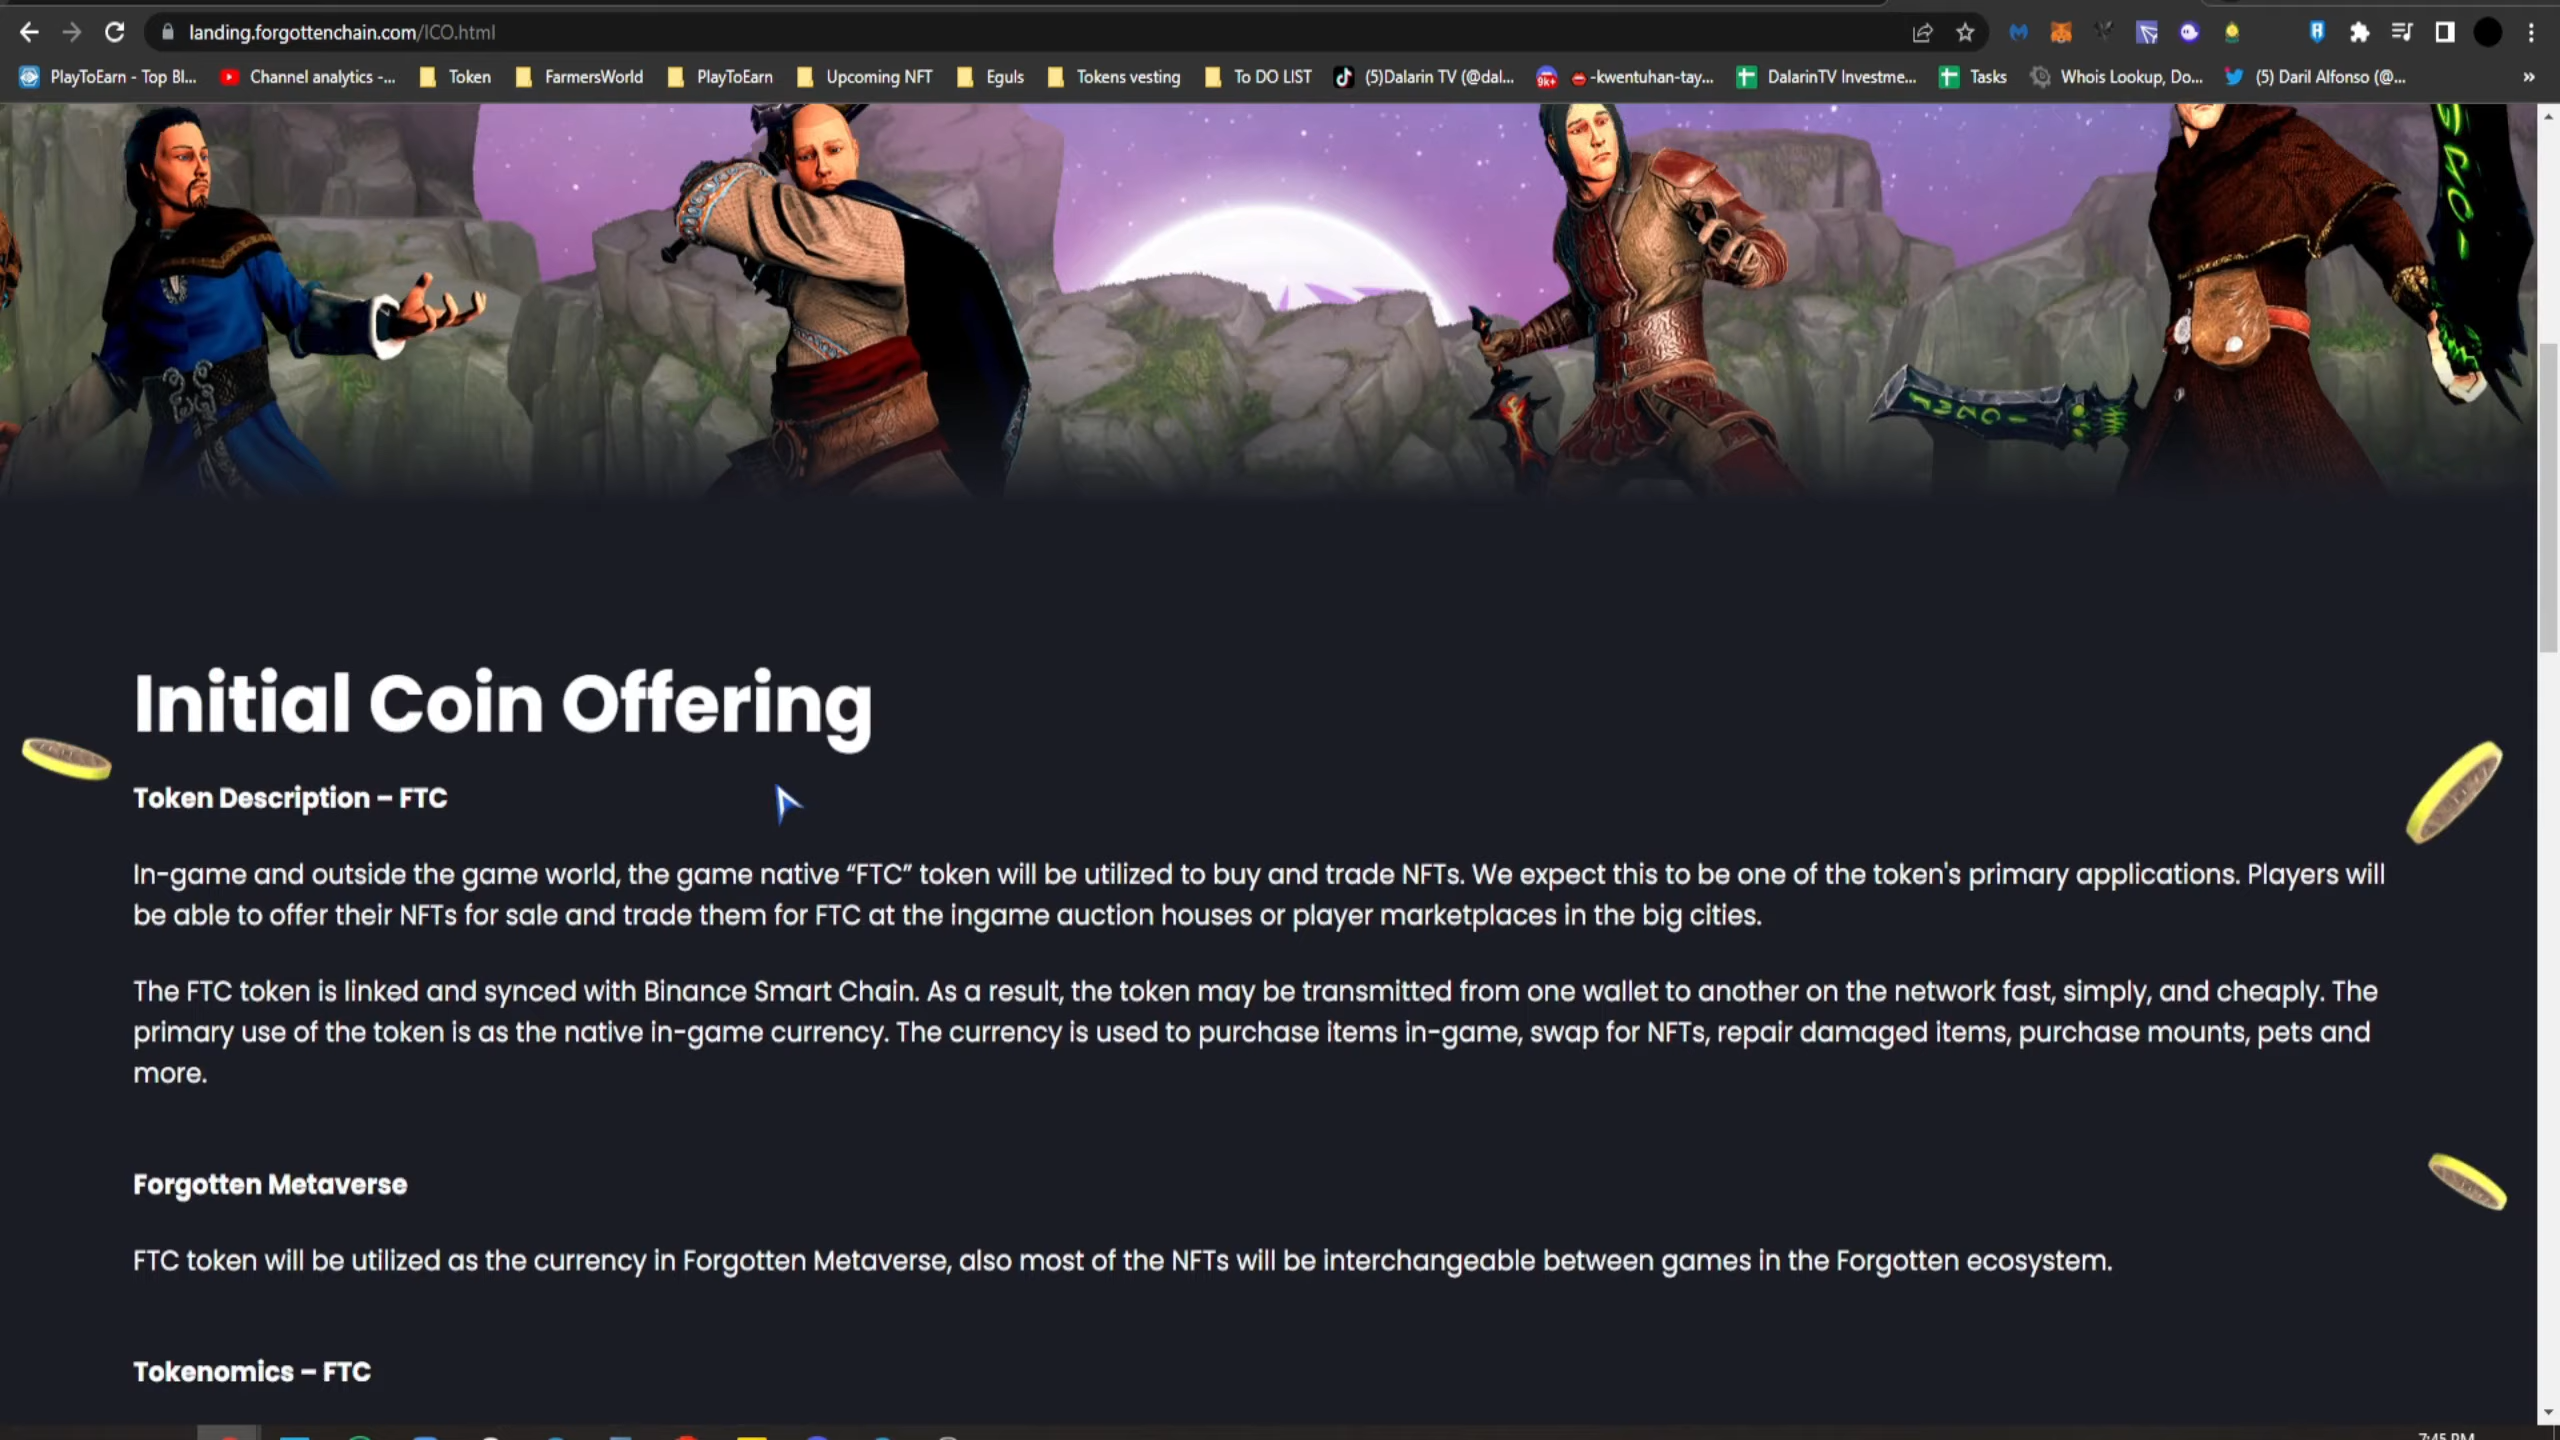 landing.forgottenchain.com/ICO.html
PlayToEarn - Top Bl... Channel analytics -... Token FarmersWorld PlayToEarn Upcoming NFT Eguls Tokens vesting To DO LIST (5)Dalarin TV (@dal... 9K+ -kwentuhan-tay... DalarinTV Investme... Tasks Whois Lookup, Do... (5) Daril Alfonso (@... »
Initial Coin Offering
Token Description – FTC
In-game and outside the game world, the game native “FTC” token will be utilized to buy and trade NFTs. We expect this to be one of the token's primary applications. Players will
be able to offer their NFTs for sale and trade them for FTC at the ingame auction houses or player marketplaces in the big cities.
The FTC token is linked and synced with Binance Smart Chain. As a result, the token may be transmitted from one wallet to another on the network fast, simply, and cheaply. The
primary use of the token is as the native in-game currency. The currency is used to purchase items in-game, swap for NFTs, repair damaged items, purchase mounts, pets and
more.
Forgotten Metaverse
FTC token will be utilized as the currency in Forgotten Metaverse, also most of the NFTs will be interchangeable between games in the Forgotten ecosystem.
Tokenomics – FTC
7:45 PM